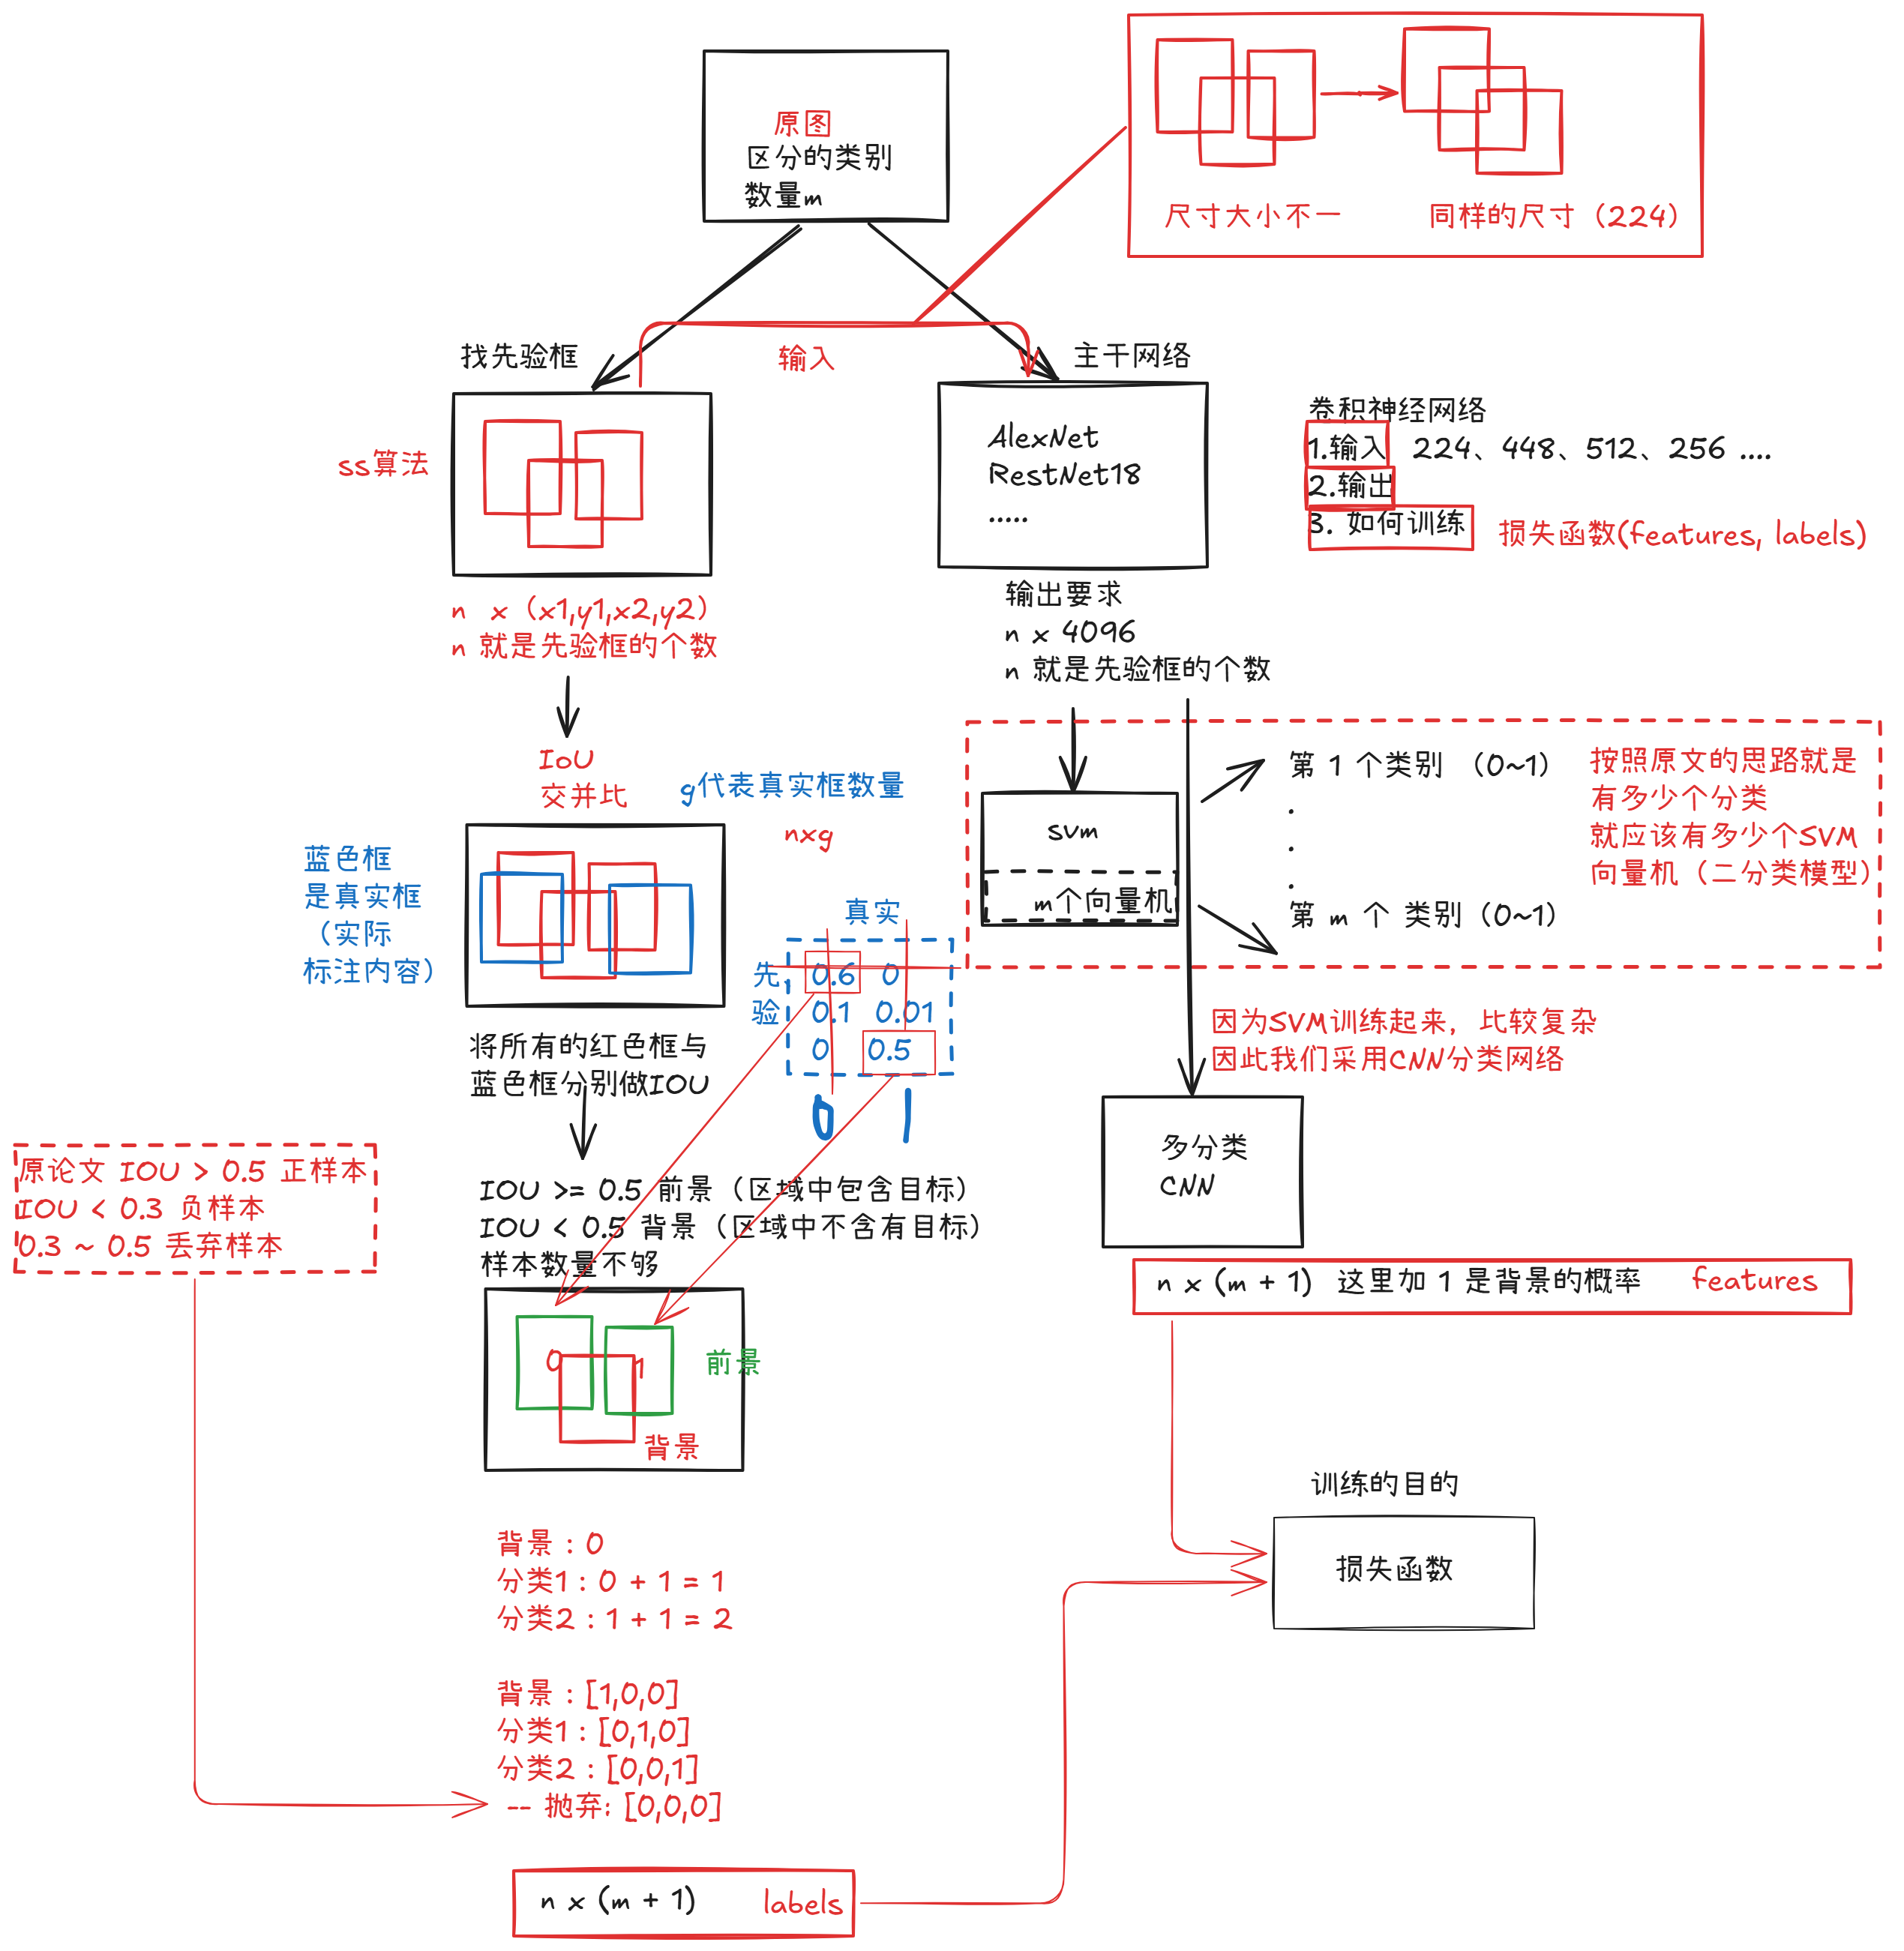 原图
区分的类别
数量m
尺寸大小不一
同样的尺寸（224）
找先验框
输入
主干网络
ss算法
AlexNet
RestNet18
.....
卷积神经网络
1.输入 224、448、512、256 ....
2.输出
3. 如何训练
损失函数(features, labels)
n x（x1,y1,x2,y2）
n 就是先验框的个数
输出要求
n x 4096
n 就是先验框的个数
IoU
交并比
g代表真实框数量
nxg
蓝色框
是真实框
（实际
标注内容）
svm
m个向量机
第 1 个类别 （0~1）
.
.
.
第 m 个 类别（0~1）
按照原文的思路就是
有多少个分类
就应该有多少个SVM
向量机（二分类模型）
真实
先
验
0.6 0
0.1 0.01
0 0.5
0 1
将所有的红色框与
蓝色框分别做IOU
因为SVM训练起来，比较复杂
因此我们采用CNN分类网络
多分类
CNN
原论文 IOU > 0.5 正样本
IOU < 0.3 负样本
0.3 ~ 0.5 丢弃样本
IOU >= 0.5 前景（区域中包含目标）
IOU < 0.5 背景（区域中不含有目标）
样本数量不够
n x (m + 1) 这里加 1 是背景的概率 features
0
1
前景
背景
训练的目的
损失函数
背景：0
分类1：0 + 1 = 1
分类2：1 + 1 = 2
背景：[1,0,0]
分类1：[0,1,0]
分类2：[0,0,1]
-- 抛弃: [0,0,0]
n x (m + 1) labels